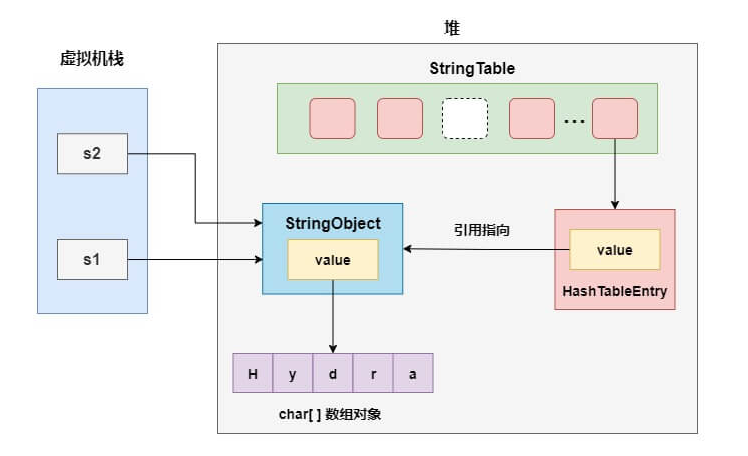 堆
虚拟机栈
StringTable
s2
StringObject
引用指向
s1
value
value
HashTableEntry
H y d r a
char[ ] 数组对象